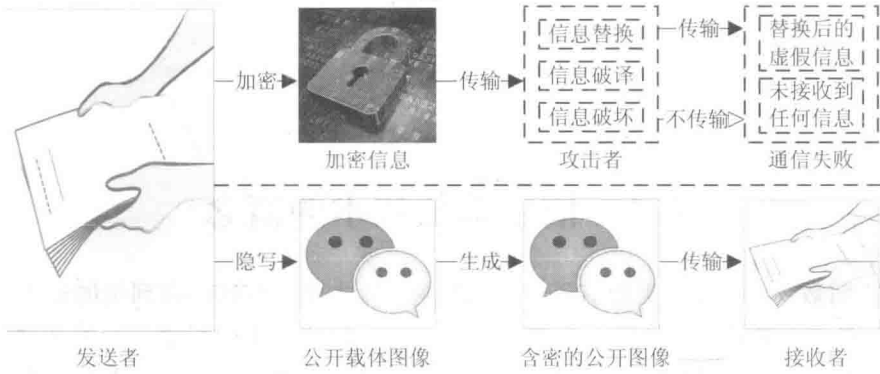 加密
传输
信息替换
信息破译
信息破坏
传输
不传输
替换后的
虚假信息
未接收到
任何信息
加密信息
攻击者
通信失败
隐写
生成
传输
发送者
公开载体图像
含密的公开图像
接收者